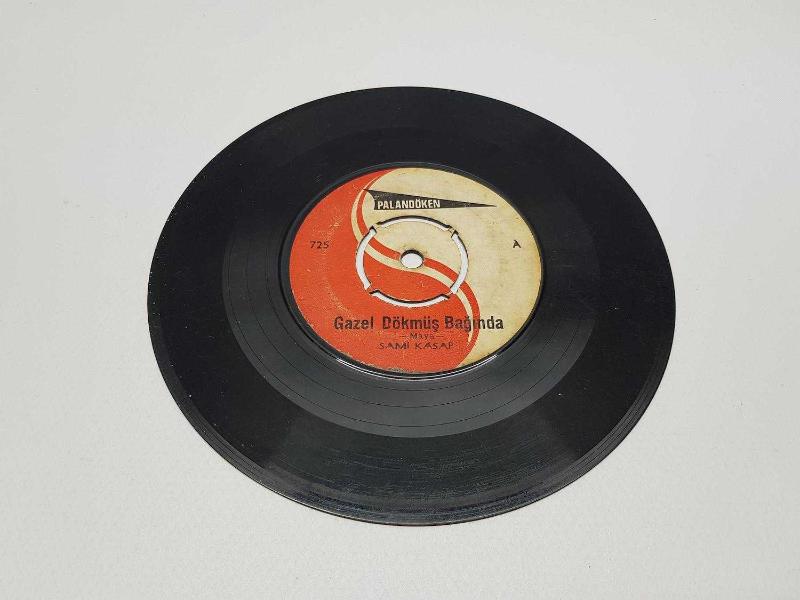 PALANDÖKEN
725
A
Gazel Dökmüş Bağında
—Maya—
SAMİ KASAP